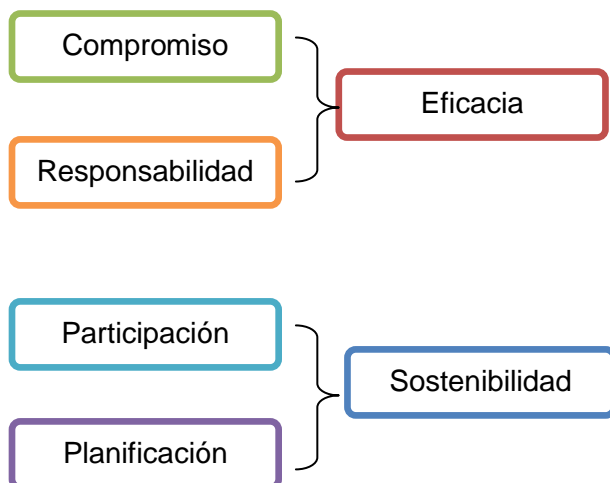 Compromiso
Eficacia
Responsabilidad
Participación
Sostenibilidad
Planificación